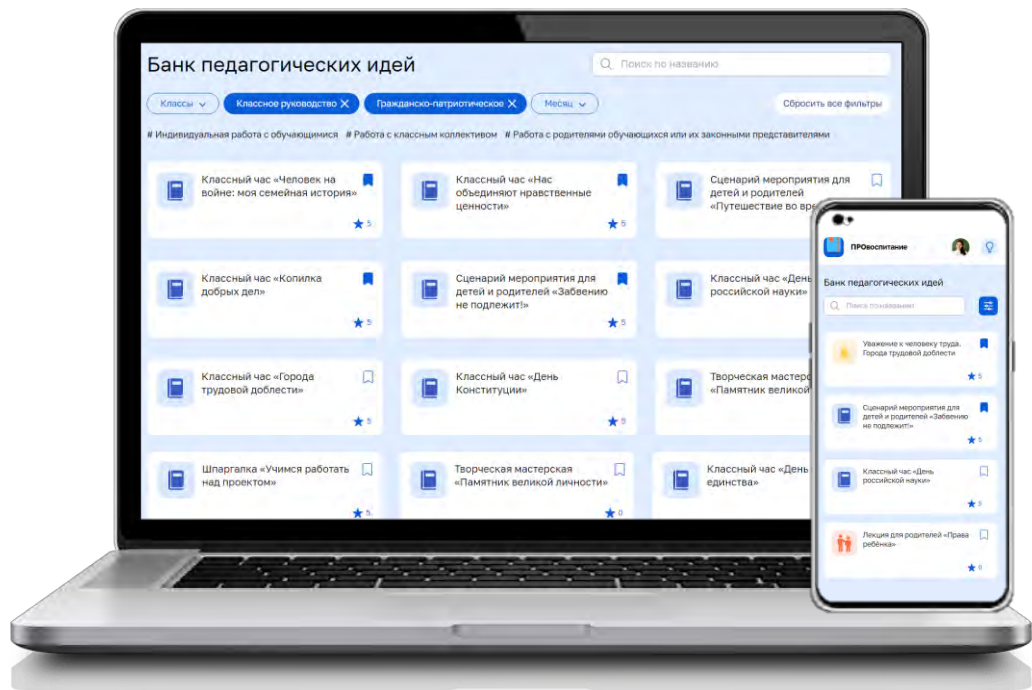 Банк педагогических идей
Поиск по названию
Классы
Классное руководство
Гражданско-патриотическое
Месяц
Сбросить все фильтры
# Индивидуальная работа с обучающимися # Работа с классным коллективом # Работа с родителями обучающихся или их законными представителями
Классный час «Человек на
войне: моя семейная история»
5
Классный час «Нас
объединяют нравственные
ценности»
5
Сценарий мероприятия для
детей и родителей
«Путешествие во вре
Классный час «Копилка
добрых дел»
5
Сценарий мероприятия для
детей и родителей «Забвению
не подлежит!»
5
Классный час «День
российской науки»
Классный час «Города
трудовой доблести»
5
Классный час «День
Конституции»
5
Творческая мастерс
«Памятник великой
Шпаргалка «Учимся работать
над проектом»
5
Творческая мастерская
«Памятник великой личности»
0
Классный час «День
единства»
ПРОвоспитание
Банк педагогических идей
Поиск по названию
Уважение к человеку труда.
Города трудовой доблести
5
Сценарий мероприятия для
детей и родителей «Забвению
не подлежит!»
5
Классный час «День
российской науки»
Лекция для родителей «Права
ребёнка»
0